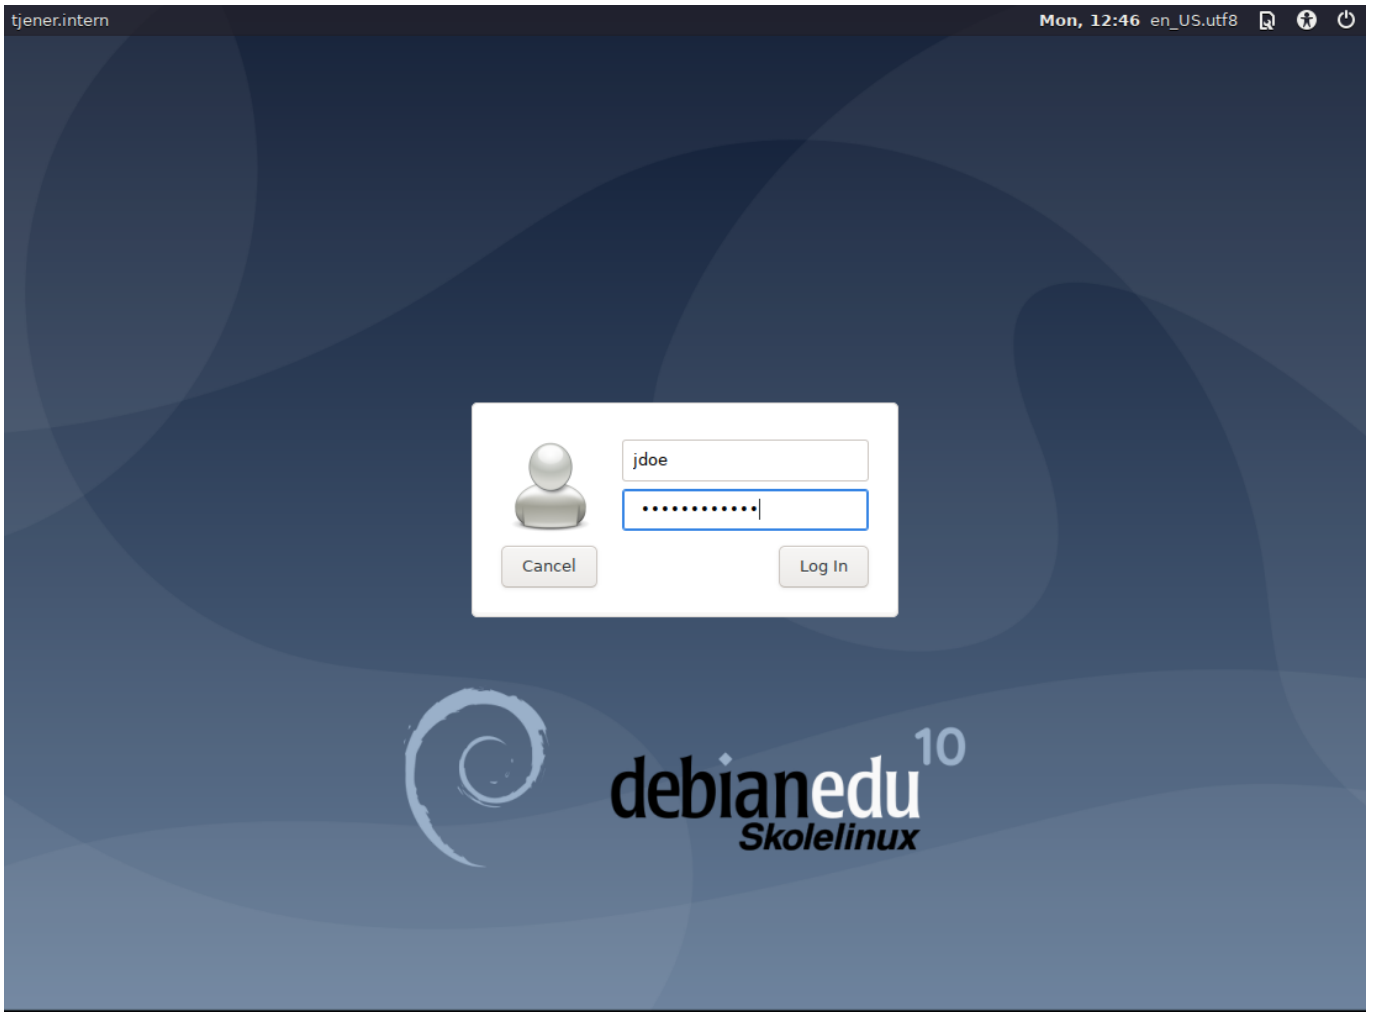 tjener.intern
Mon, 12:46 en_US.utf8
jdoe
••••••••••••
Cancel
Log In
debianedu 10
Skolelinux